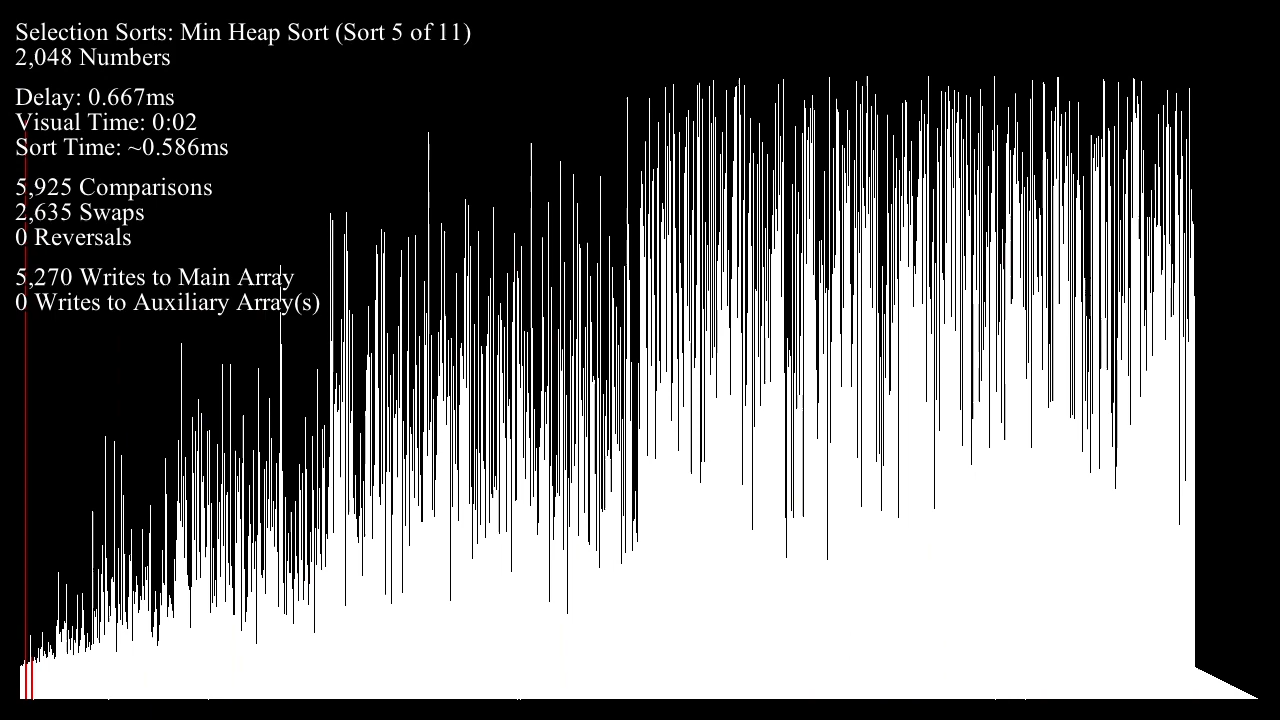 Selection Sorts: Min Heap Sort (Sort 5 of 11)
2,048 Numbers
Delay: 0.667ms
Visual Time: 0:02
Sort Time: ~0.586ms
5,925 Comparisons
2,635 Swaps
0 Reversals
5,270 Writes to Main Array
0 Writes to Auxiliary Array(s)